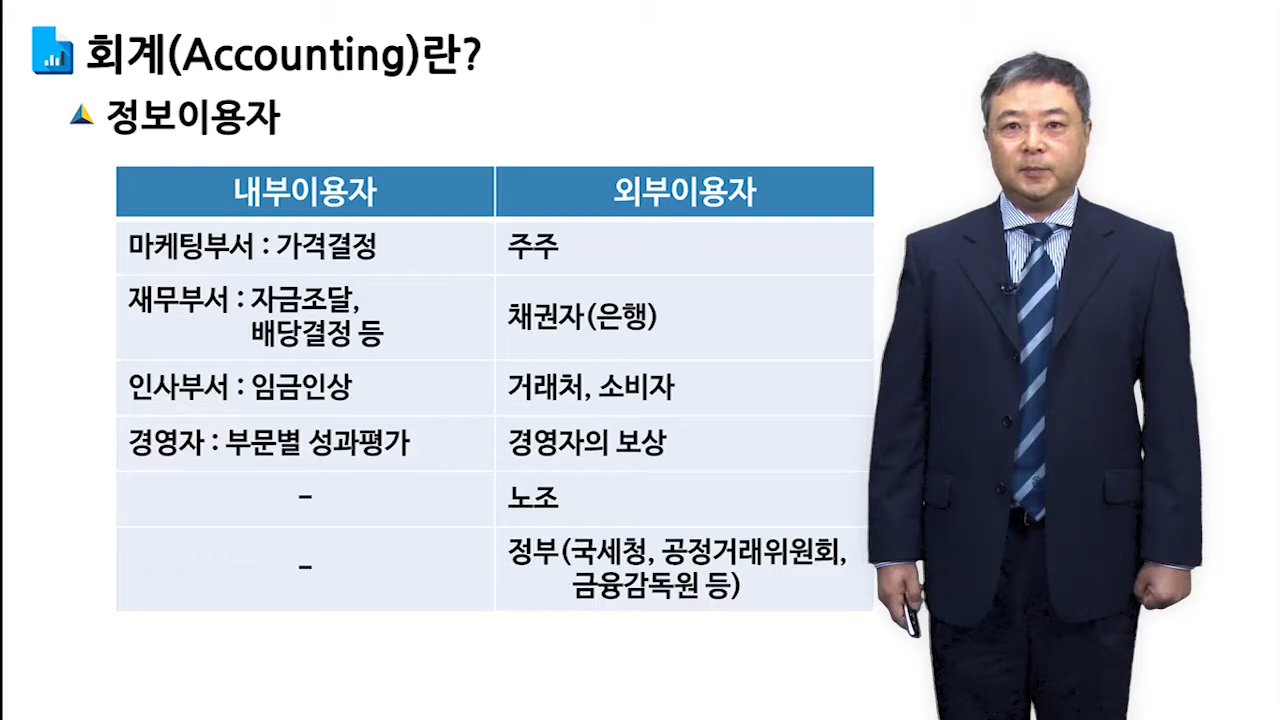 회계(Accounting)란?
정보이용자
내부이용자 외부이용자
마케팅부서 : 가격결정 주주
재무부서 : 자금조달,
배당결정 등 채권자(은행)
인사부서 : 임금인상 거래처, 소비자
경영자 : 부문별 성과평가 경영자의 보상
- 노조
- 정부(국세청, 공정거래위원회,
금융감독원 등)